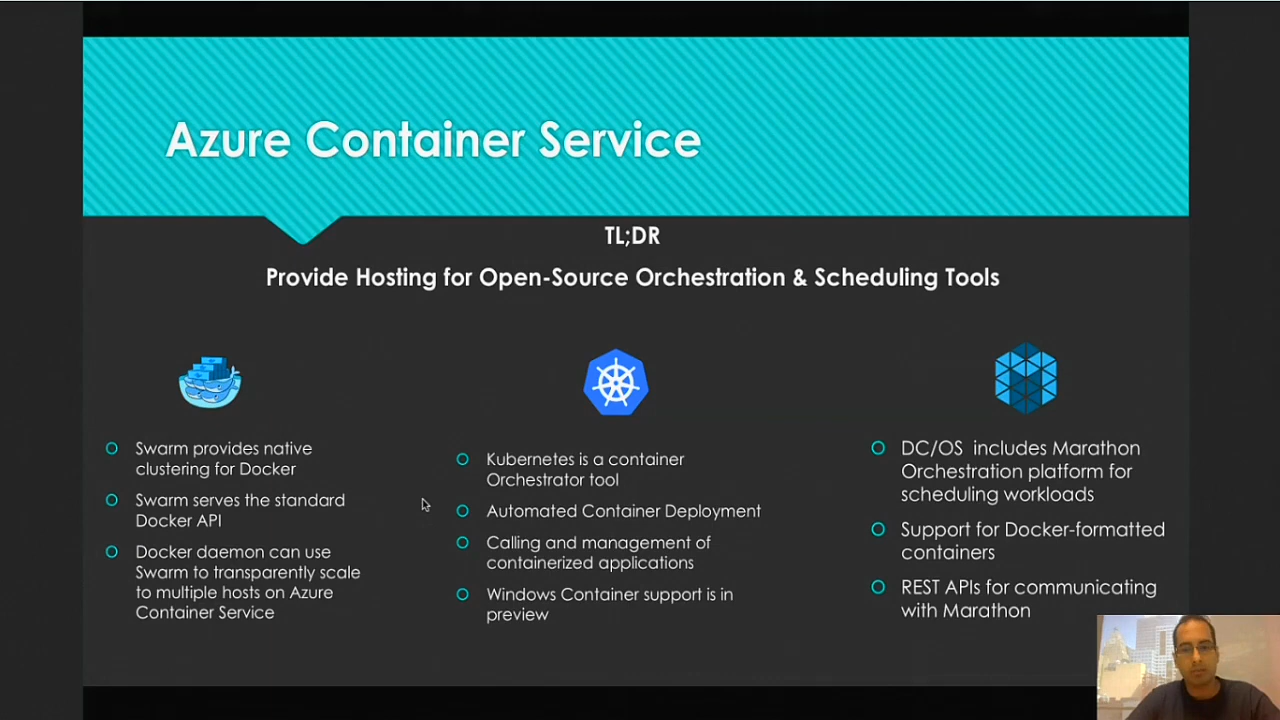 Azure Container Service
TL;DR
Provide Hosting for Open-Source Orchestration & Scheduling Tools
Swarm provides native
clustering for Docker
Swarm serves the standard
Docker API
Docker daemon can use
Swarm to transparently scale
to multiple hosts on Azure
Container Service
Kubernetes is a container
Orchestrator tool
Automated Container Deployment
Calling and management of
containerized applications
Windows Container support is in
preview
DC/OS includes Marathon
Orchestration platform for
scheduling workloads
Support for Docker-formatted
containers
REST APIs for communicating
with Marathon